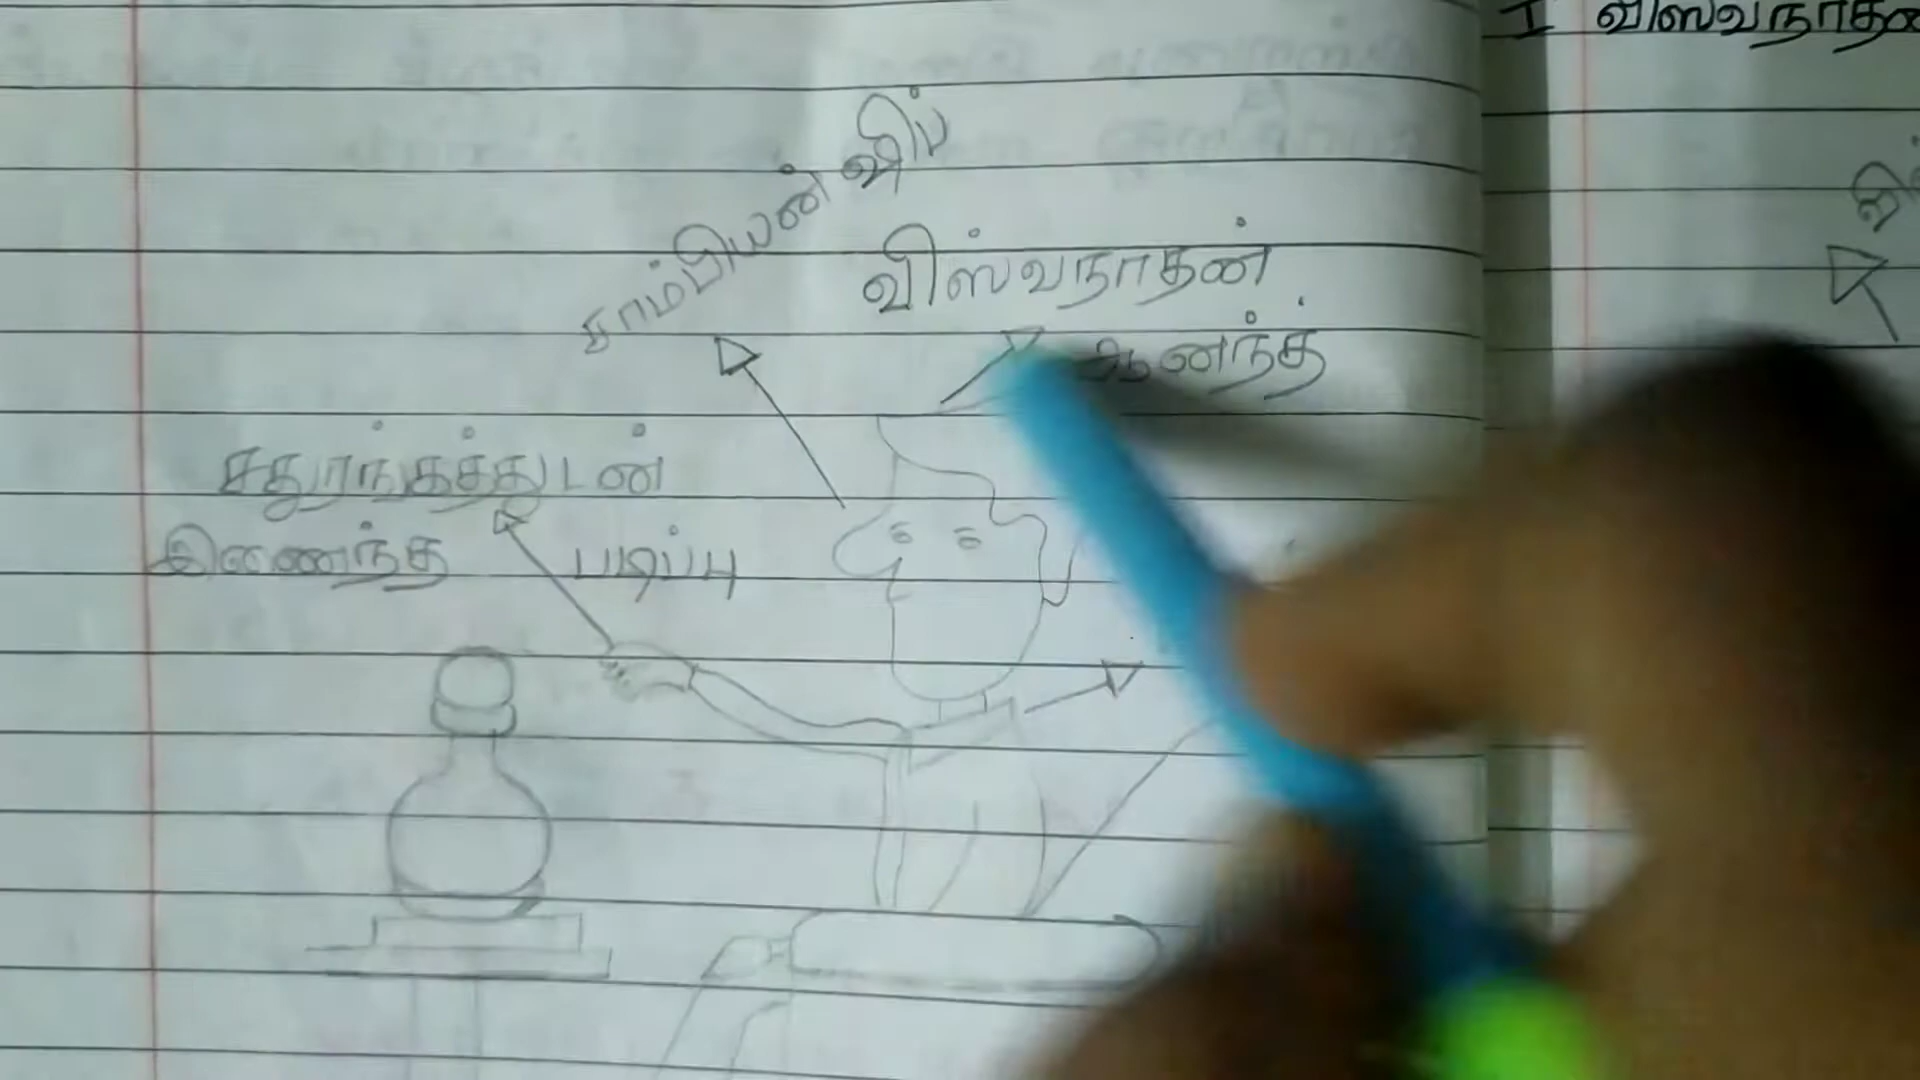 சாம்பியன் ஷிப்
விஸ்வநாதன்
ஆனந்த்
சதுரங்கத்துடன்
இணைந்த படிப்பு
I விஸ்வநாதன